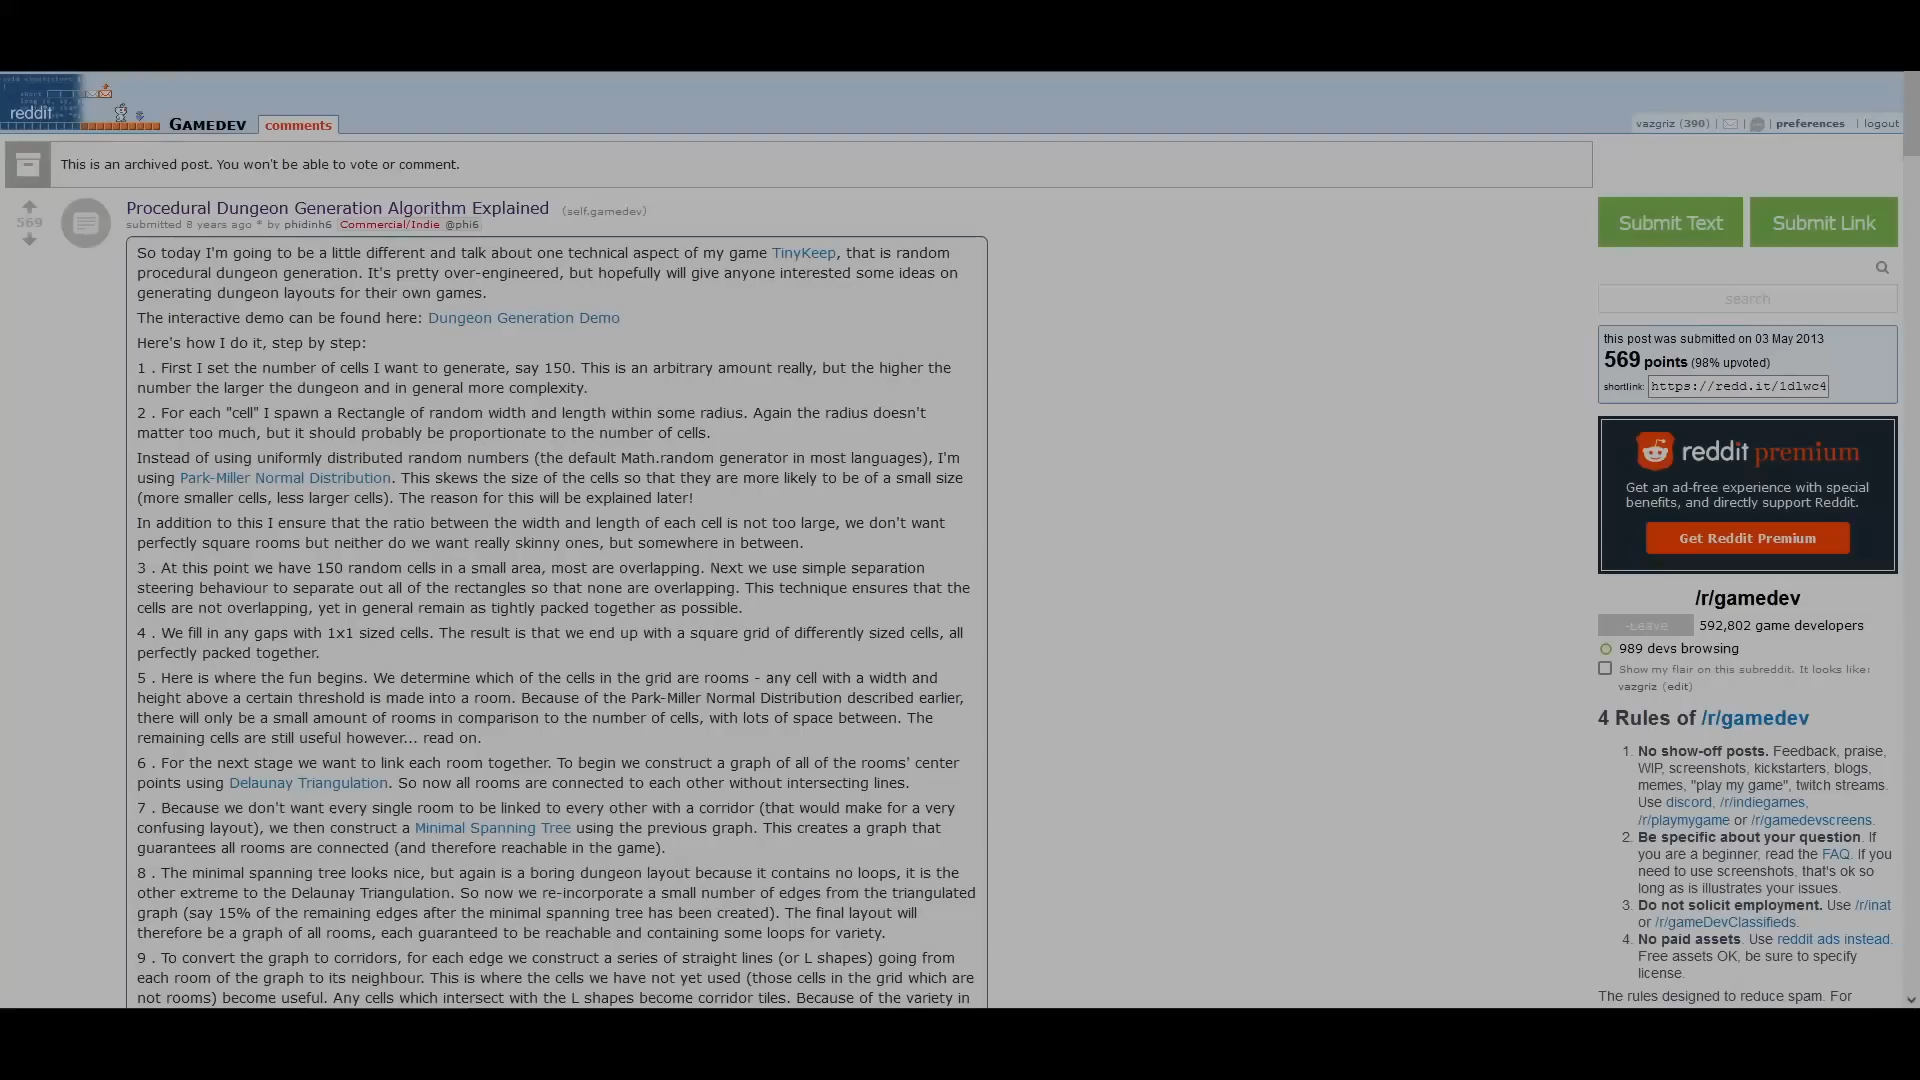 reddit
GAMEDEV
comments
vazgriz (390) | | | preferences | logout
This is an archived post. You won't be able to vote or comment.
569
Procedural Dungeon Generation Algorithm Explained (self.gamedev)
submitted 8 years ago * by phidinh6 Commercial/Indie @phi6
So today I'm going to be a little different and talk about one technical aspect of my game TinyKeep, that is random
procedural dungeon generation. It's pretty over-engineered, but hopefully will give anyone interested some ideas on
generating dungeon layouts for their own games.
The interactive demo can be found here: Dungeon Generation Demo
Here's how I do it, step by step:
1 . First I set the number of cells I want to generate, say 150. This is an arbitrary amount really, but the higher the
number the larger the dungeon and in general more complexity.
2 . For each "cell" I spawn a Rectangle of random width and length within some radius. Again the radius doesn't
matter too much, but it should probably be proportionate to the number of cells.
Instead of using uniformly distributed random numbers (the default Math.random generator in most languages), I'm
using Park-Miller Normal Distribution. This skews the size of the cells so that they are more likely to be of a small size
(more smaller cells, less larger cells). The reason for this will be explained later!
In addition to this I ensure that the ratio between the width and length of each cell is not too large, we don't want
perfectly square rooms but neither do we want really skinny ones, but somewhere in between.
3 . At this point we have 150 random cells in a small area, most are overlapping. Next we use simple separation
steering behaviour to separate out all of the rectangles so that none are overlapping. This technique ensures that the
cells are not overlapping, yet in general remain as tightly packed together as possible.
4 . We fill in any gaps with 1x1 sized cells. The result is that we end up with a square grid of differently sized cells, all
perfectly packed together.
5 . Here is where the fun begins. We determine which of the cells in the grid are rooms - any cell with a width and
height above a certain threshold is made into a room. Because of the Park-Miller Normal Distribution described earlier,
there will only be a small amount of rooms in comparison to the number of cells, with lots of space between. The
remaining cells are still useful however... read on.
6 . For the next stage we want to link each room together. To begin we construct a graph of all of the rooms' center
points using Delaunay Triangulation. So now all rooms are connected to each other without intersecting lines.
7 . Because we don't want every single room to be linked to every other with a corridor (that would make for a very
confusing layout), we then construct a Minimal Spanning Tree using the previous graph. This creates a graph that
guarantees all rooms are connected (and therefore reachable in the game).
8 . The minimal spanning tree looks nice, but again is a boring dungeon layout because it contains no loops, it is the
other extreme to the Delaunay Triangulation. So now we re-incorporate a small number of edges from the triangulated
graph (say 15% of the remaining edges after the minimal spanning tree has been created). The final layout will
therefore be a graph of all rooms, each guaranteed to be reachable and containing some loops for variety.
9 . To convert the graph to corridors, for each edge we construct a series of straight lines (or L shapes) going from
each room of the graph to its neighbour. This is where the cells we have not yet used (those cells in the grid which are
not rooms) become useful. Any cells which intersect with the L shapes become corridor tiles. Because of the variety in
Submit Text
Submit Link
search
this post was submitted on 03 May 2013
569 points (98% upvoted)
shortlink: https://redd.it/1dlwc4
reddit premium
Get an ad-free experience with special
benefits, and directly support Reddit.
Get Reddit Premium
/r/gamedev
-Leave 592,802 game developers
989 devs browsing
Show my flair on this subreddit. It looks like:
vazgriz (edit)
4 Rules of /r/gamedev
1. No show-off posts. Feedback, praise,
WIP, screenshots, kickstarters, blogs,
memes, "play my game", twitch streams.
Use discord, /r/indiegames,
/r/playmygame or /r/gamedevscreens.
2. Be specific about your question. If
you are a beginner, read the FAQ. If you
need to use screenshots, that's ok so
long as is illustrates your issues.
3. Do not solicit employment. Use /r/inat
or /r/gameDevClassifieds.
4. No paid assets. Use reddit ads instead.
Free assets OK, be sure to specify
license.
The rules designed to reduce spam. For